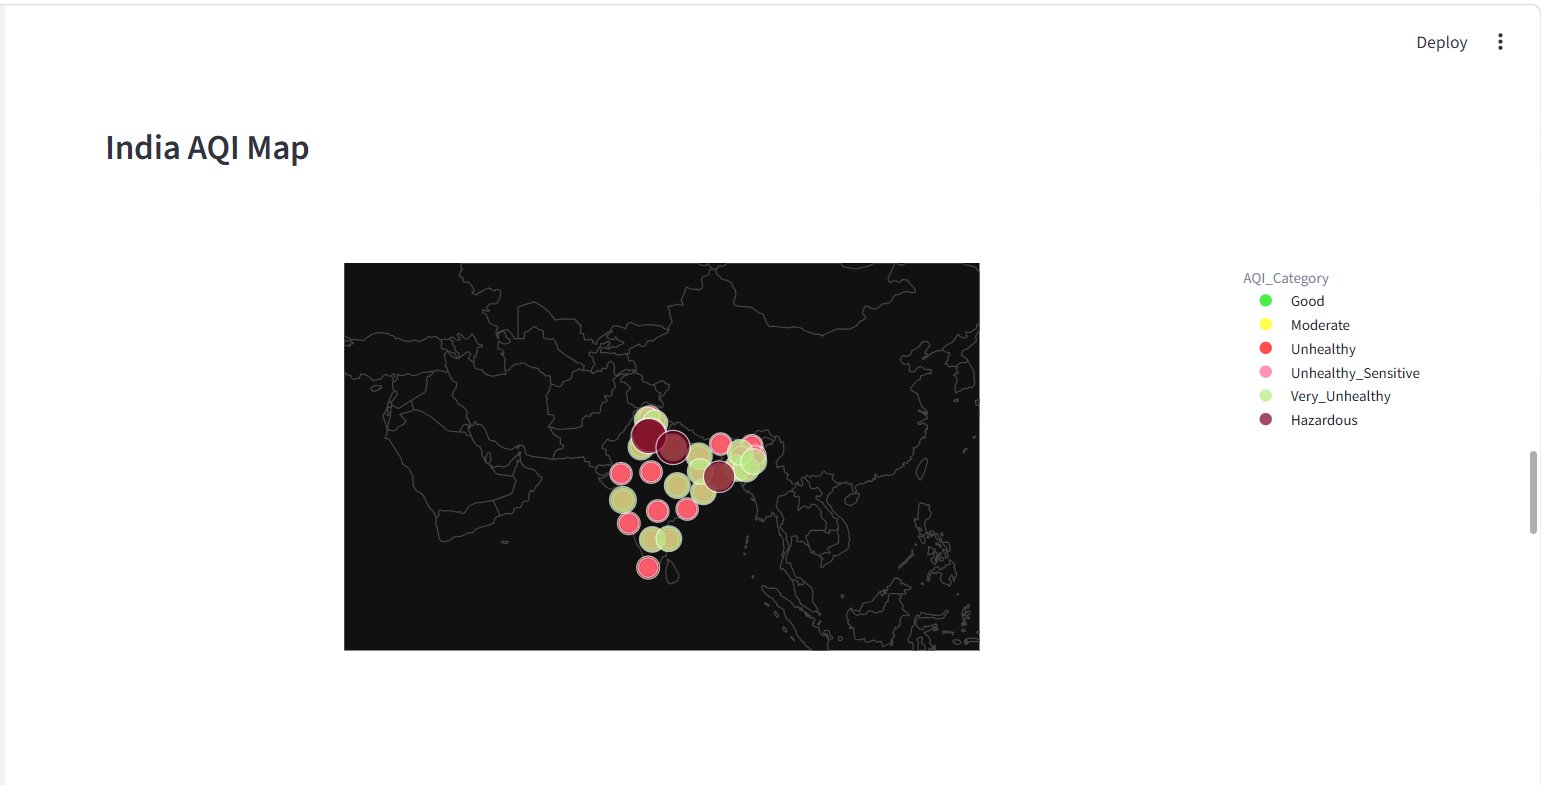 Deploy
India AQI Map
AQI_Category
Good
Moderate
Unhealthy
Unhealthy_Sensitive
Very_Unhealthy
Hazardous